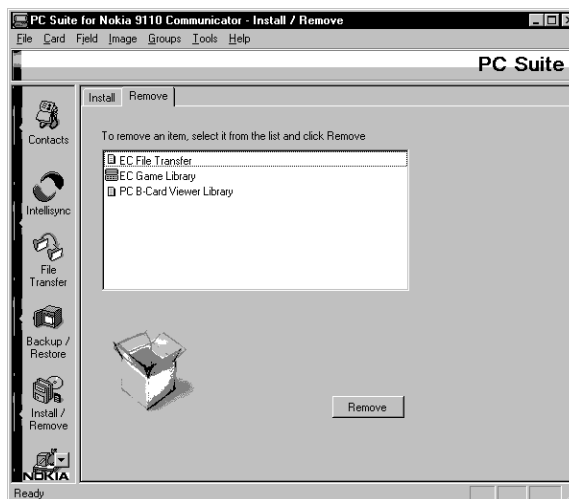 PC Suite for Nokia 9110 Communicator - Install / Remove
File Card Field Image Groups Tools Help
PC Suite
Contacts
Intellisync
File
Transfer
Backup /
Restore
Install /
Remove
NOKIA
Install Remove
To remove an item, select it from the list and click Remove
EC File Transfer
EC Game Library
PC B-Card Viewer Library
Remove
Ready